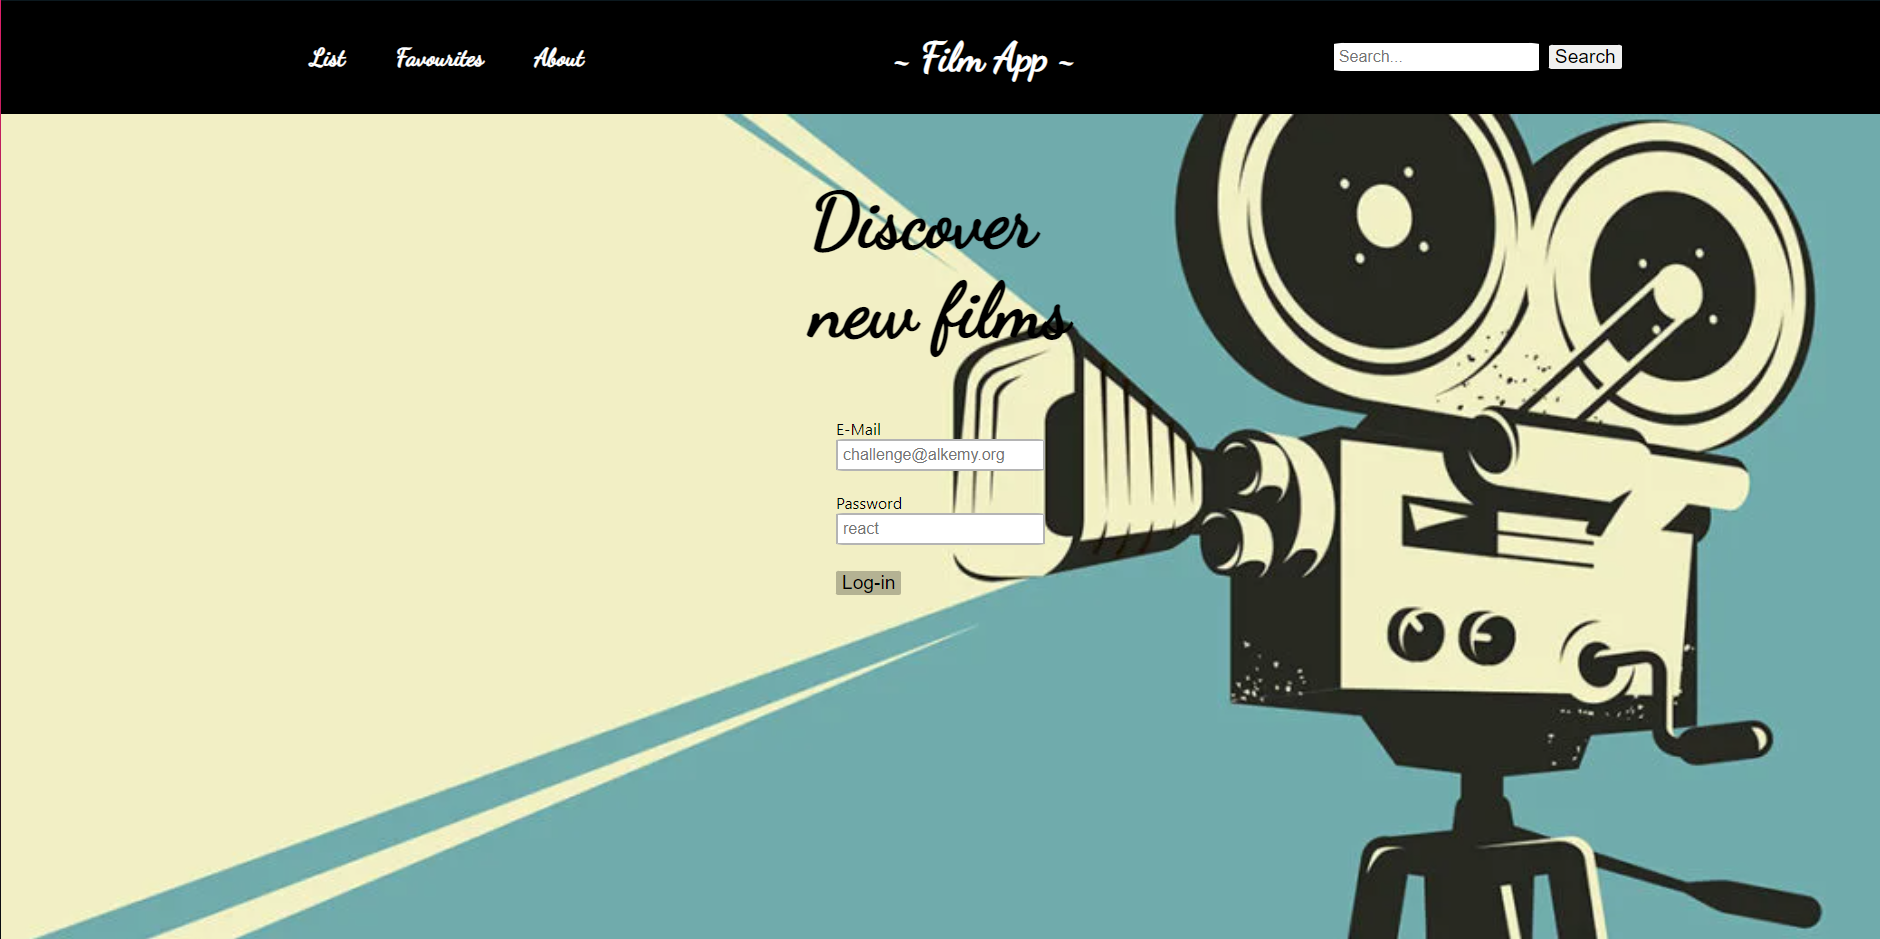 List Favourites About ~ Film App ~ Search... Search
Discover
new films
E-Mail
challenge@alkemy.org
Password
react
Log-in